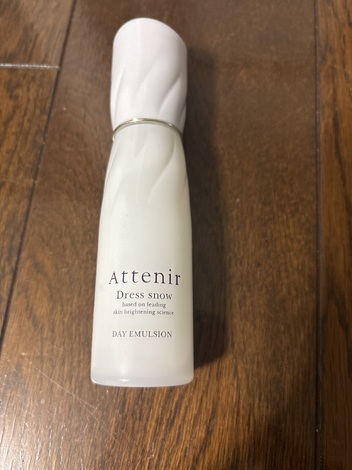 Attenir
Dress snow
based on leading
skin brightening science
DAY EMULSION